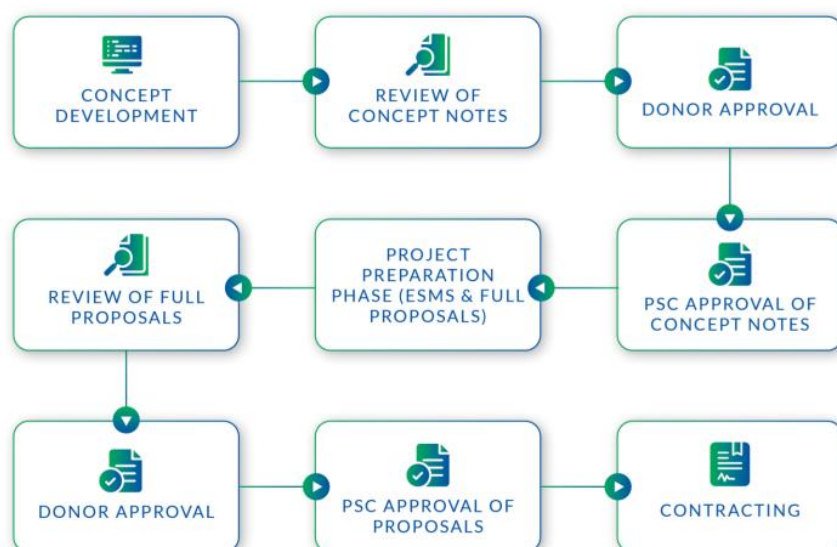 CONCEPT
DEVELOPMENT
REVIEW OF
CONCEPT NOTES
DONOR APPROVAL
PSC APPROVAL OF
CONCEPT NOTES
PROJECT
PREPARATION
PHASE (ESMS & FULL
PROPOSALS)
REVIEW OF FULL
PROPOSALS
DONOR APPROVAL
PSC APPROVAL OF
PROPOSALS
CONTRACTING